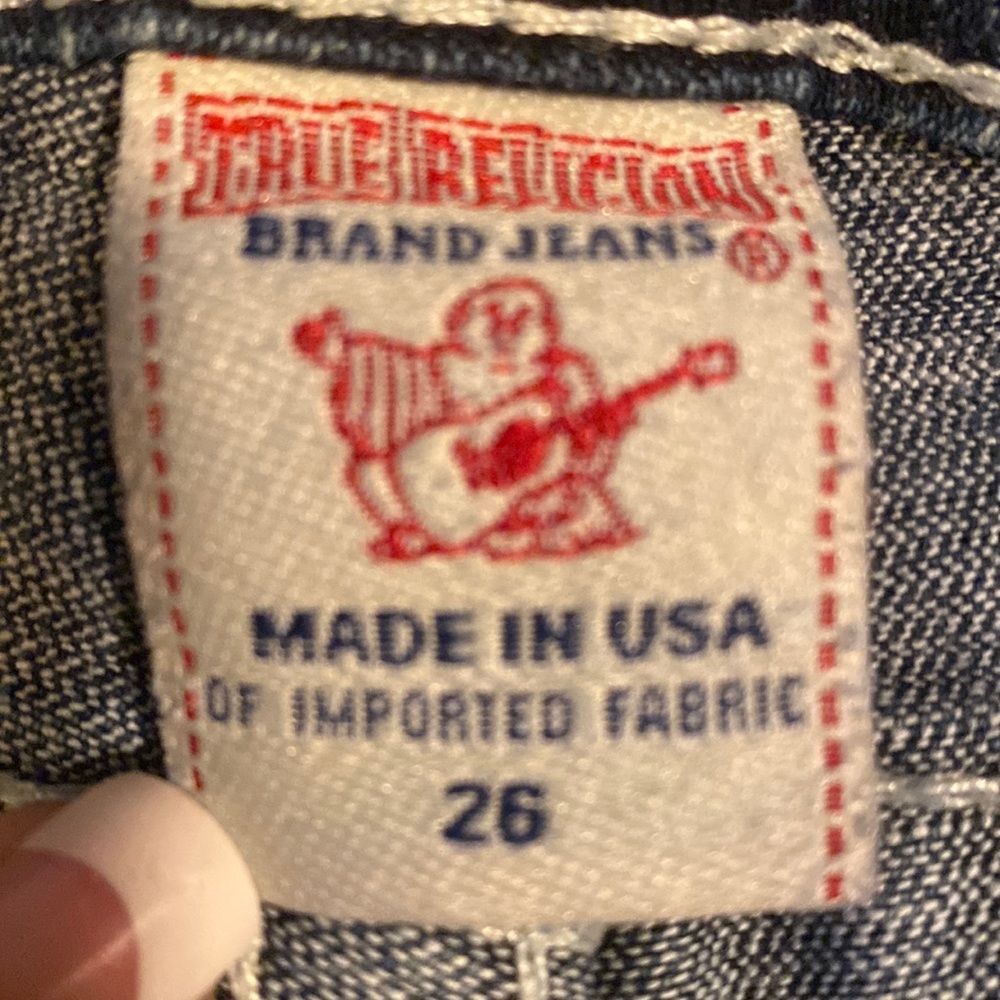 TRUE RELIGION
BRAND JEANS ®
MADE IN USA
OF IMPORTED FABRIC
26